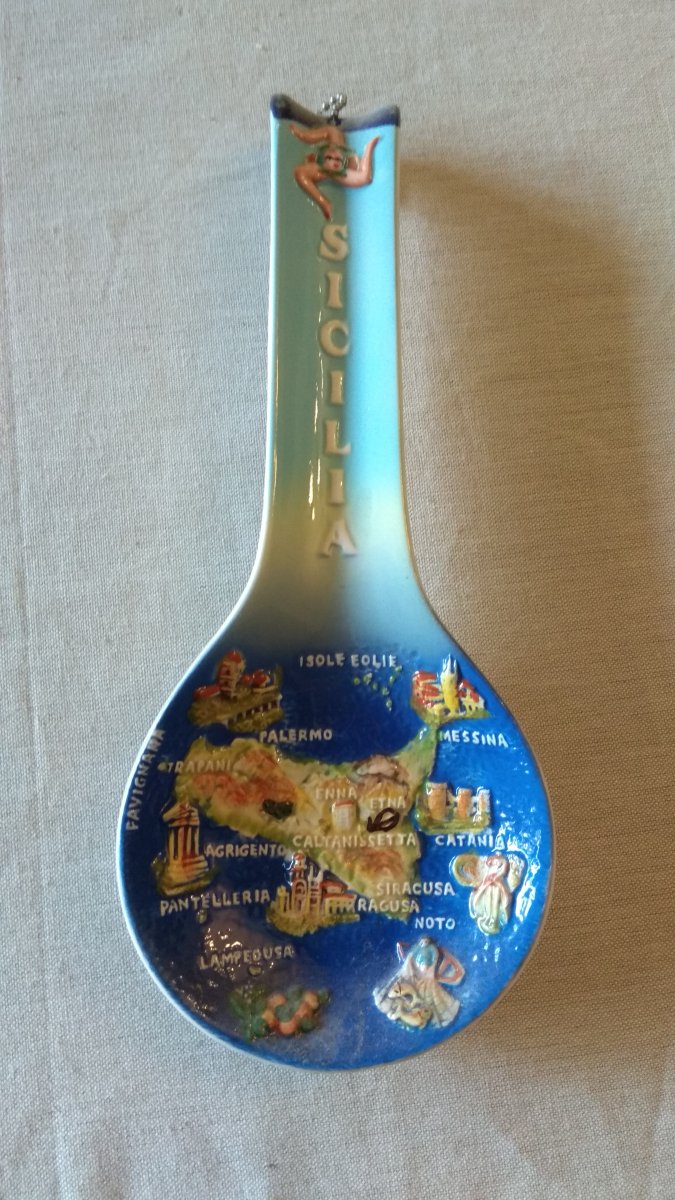 SICILIA
ISOLE EOLIE
PALERMO
MESSINA
FAVIGNANA
TRAPANI
ENNA
ETNA
CALTANISSETTA
CATANIA
AGRIGENTO
SIRACUSA
PANTELLERIA
RAGUSA
NOTO
LAMPEDUSA